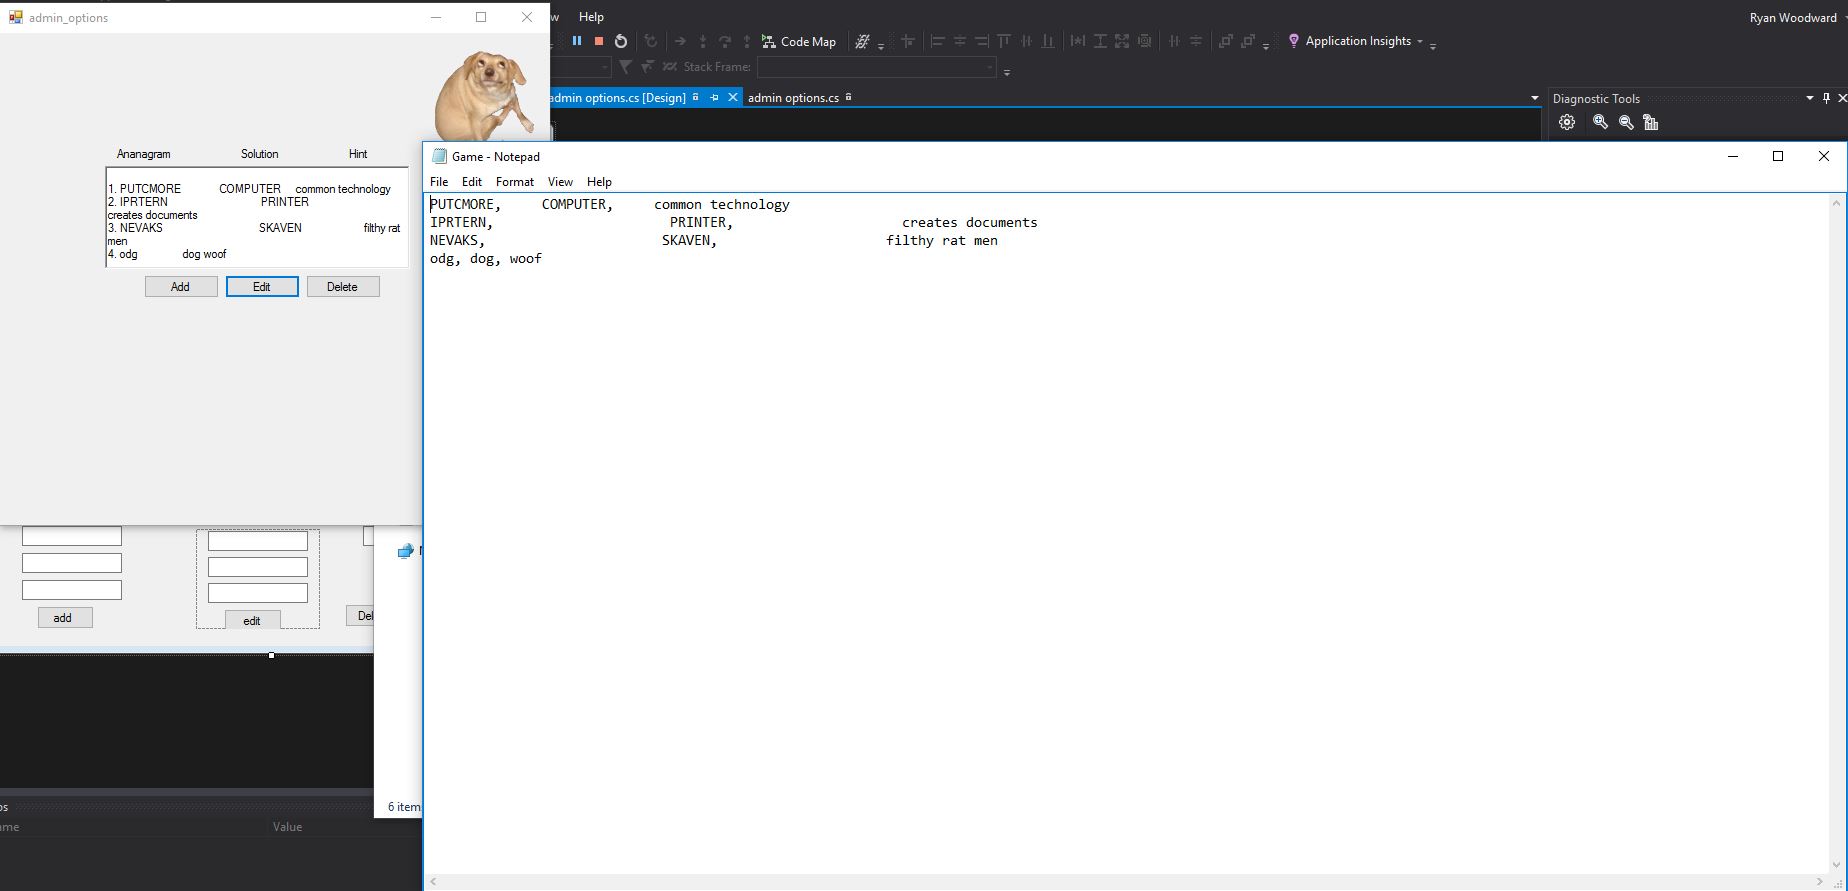 admin_options
Help
Ryan Woodward
Code Map
Application Insights
Stack Frame:
admin options.cs [Design]
admin options.cs
Diagnostic Tools
Ananagram Solution Hint
1. PUTCMORE COMPUTER common technology
2. IPRTERN PRINTER
creates documents
3. NEVAKS SKAVEN filthy rat
men
4. odg dog woof
Add Edit Delete
Game - Notepad
File Edit Format View Help
PUTCMORE, COMPUTER, common technology
IPRTERN, PRINTER, creates documents
NEVAKS, SKAVEN, filthy rat men
odg, dog, woof
add
edit
6 item
Value